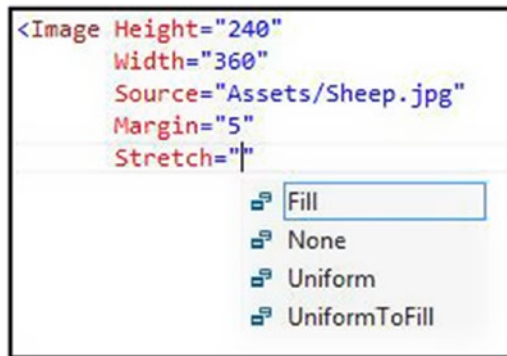 <Image Height="240"
Width="360"
Source="Assets/Sheep.jpg"
Margin="5"
Stretch=""
Fill
None
Uniform
UniformToFill